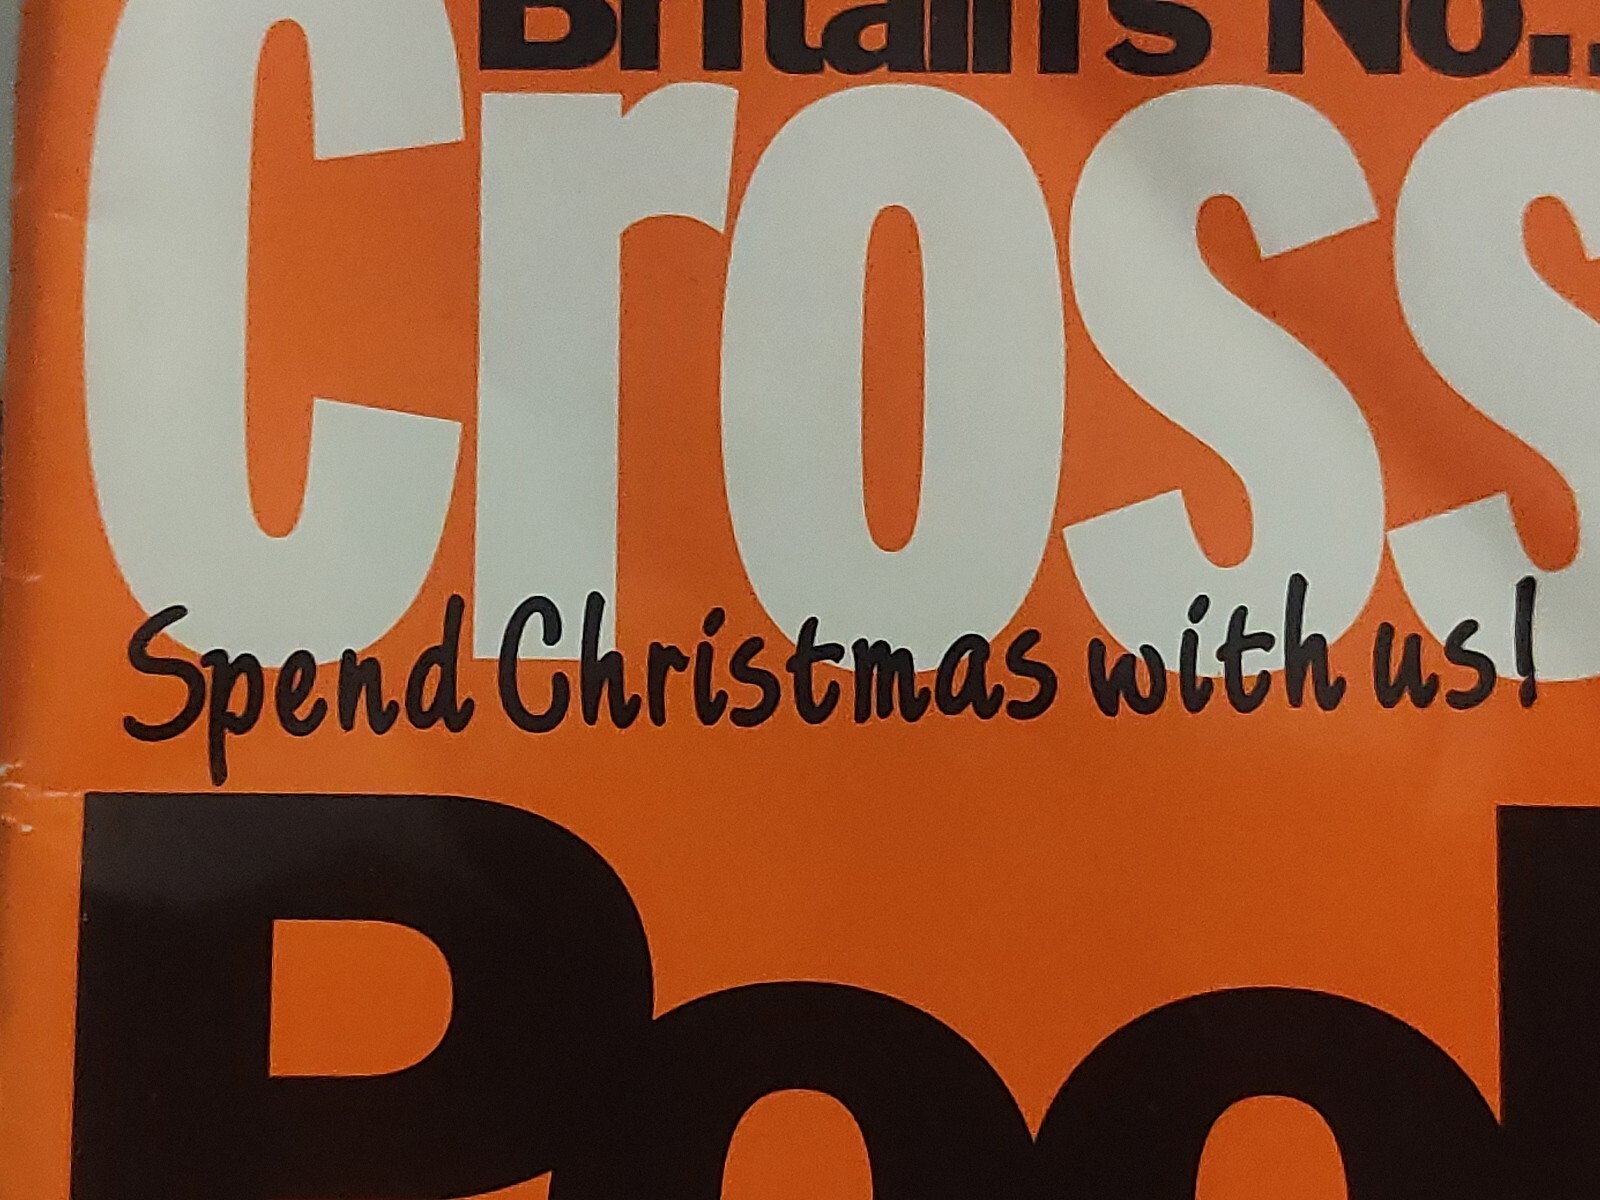 Britain's No.
Cross
Spend Christmas with us!